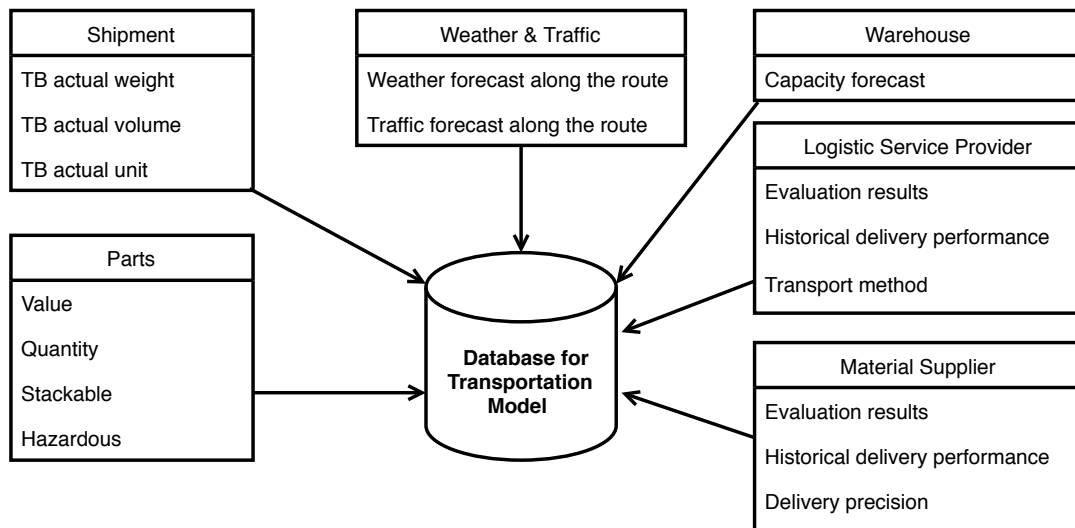 Shipment
TB actual weight
TB actual volume
TB actual unit
Weather & Traffic
Weather forecast along the route
Traffic forecast along the route
Warehouse
Capacity forecast
Logistic Service Provider
Evaluation results
Historical delivery performance
Transport method
Parts
Value
Quantity
Stackable
Hazardous
Database for
Transportation
Model
Material Supplier
Evaluation results
Historical delivery performance
Delivery precision